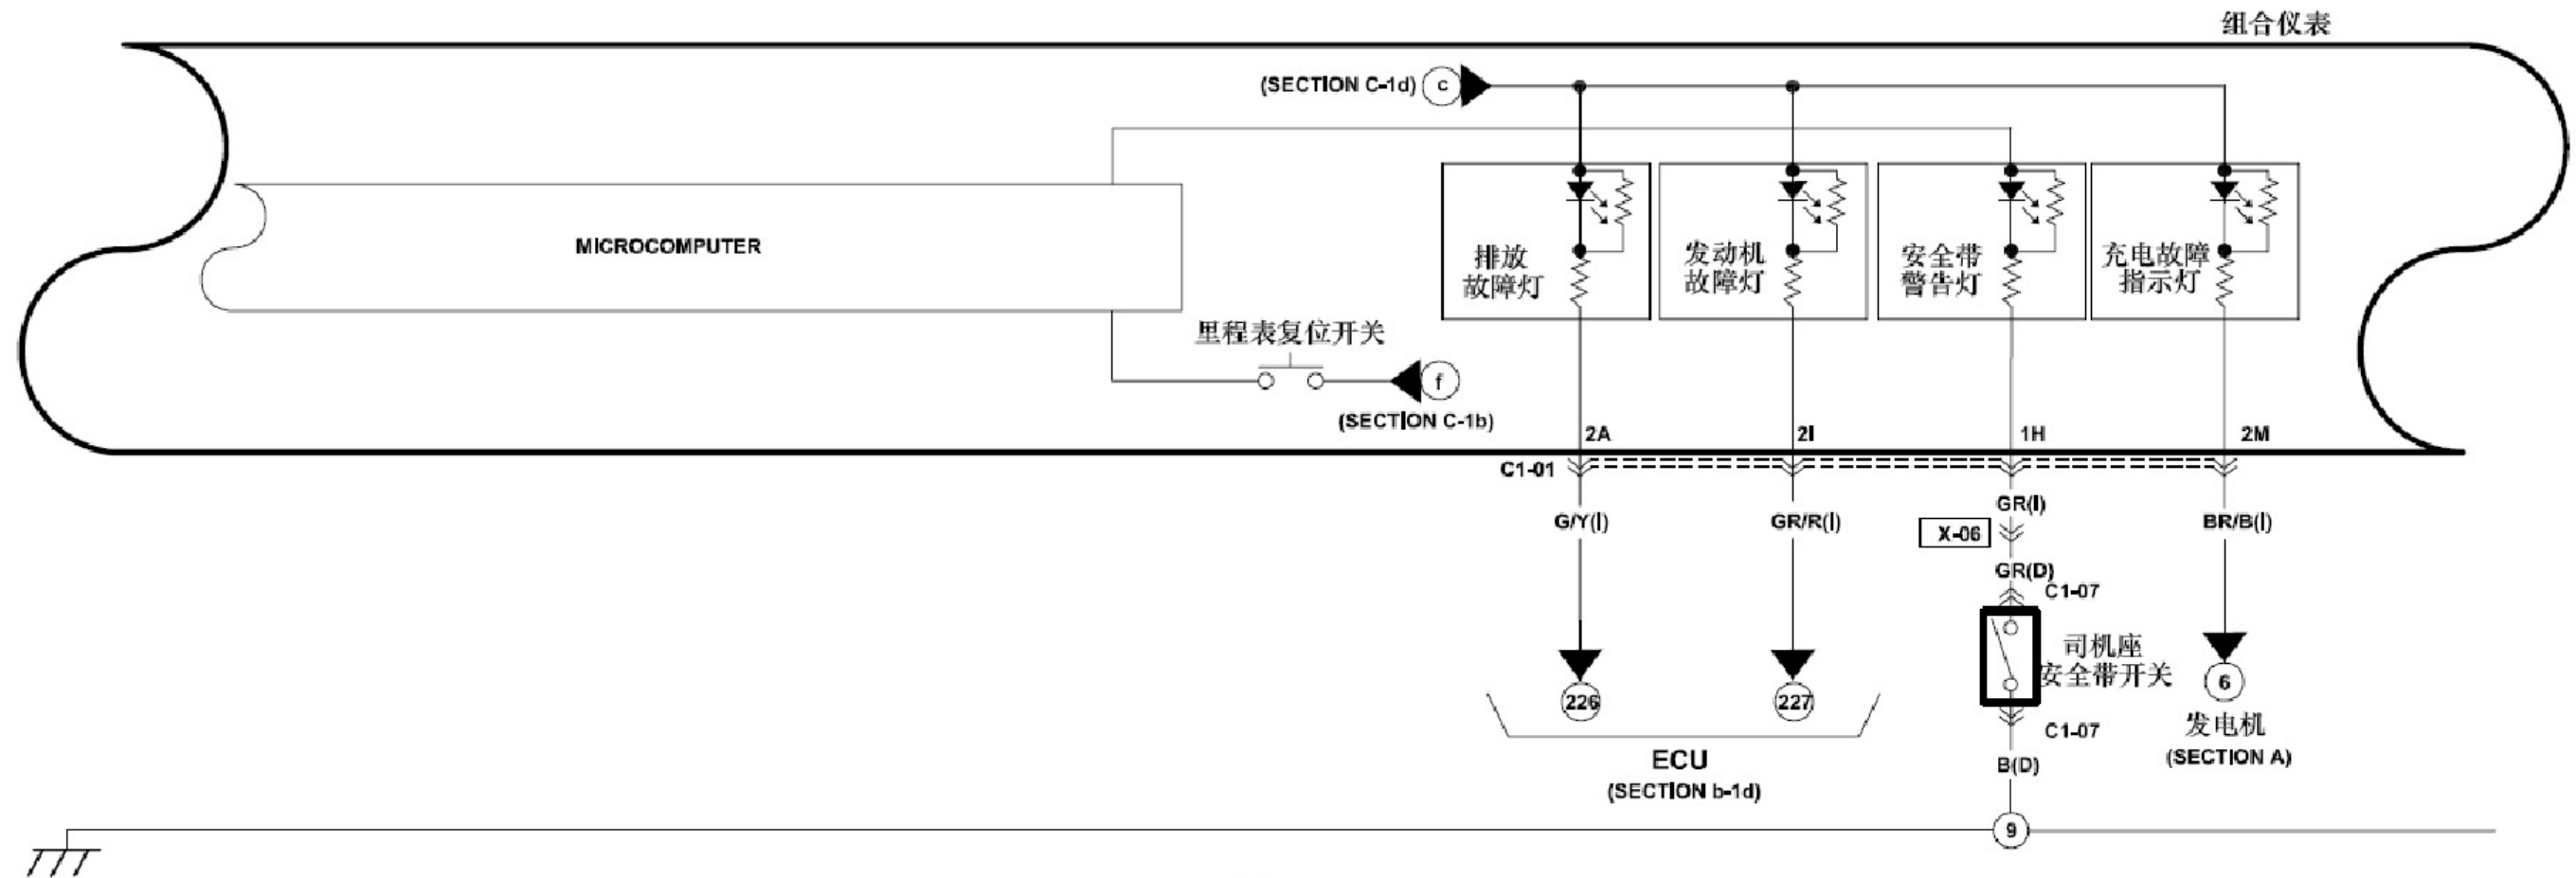 组合仪表
(SECTION C-1d) c
MICROCOMPUTER
排放
故障灯
发动机
故障灯
安全带
警告灯
充电故障
指示灯
里程表复位开关
f
(SECTION C-1b)
2A
2I
1H
2M
C1-01
G/Y(I)
GR/R(I)
GR(I)
BR/B(I)
X-06
GR(D)
C1-07
司机座
安全带开关
226
227
6
C1-07
发电机
(SECTION A)
ECU
(SECTION b-1d)
B(D)
9